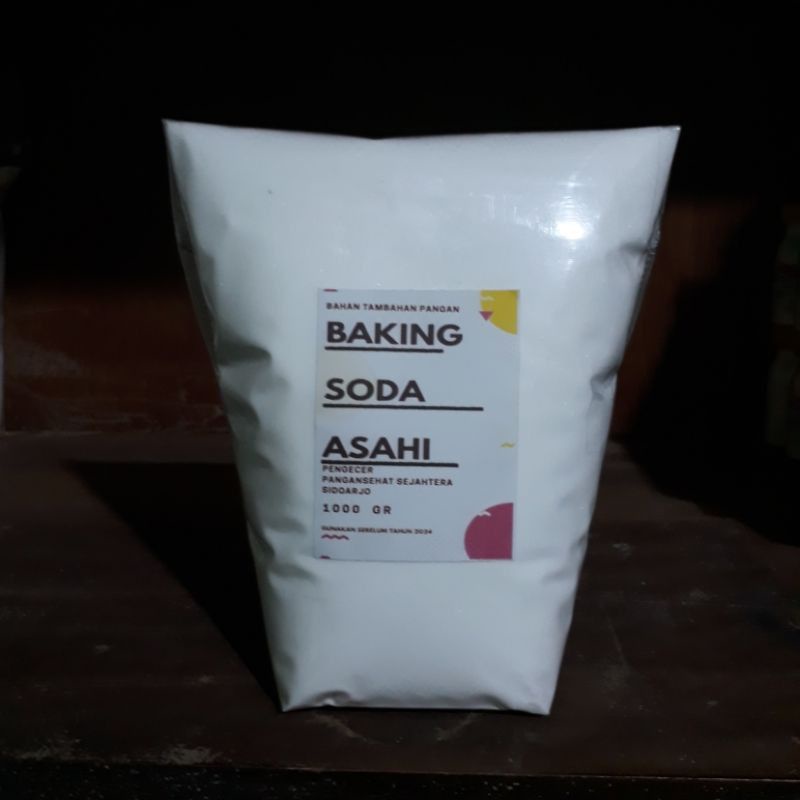 BAHAN TAMBAHAN PANGAN
BAKING
SODA
ASAHI
PENGECER
PANGANSEHAT SEJAHTERA
SIDOARJO
1000 GR
GUNAKAN SEBELUM TAHUN 2024